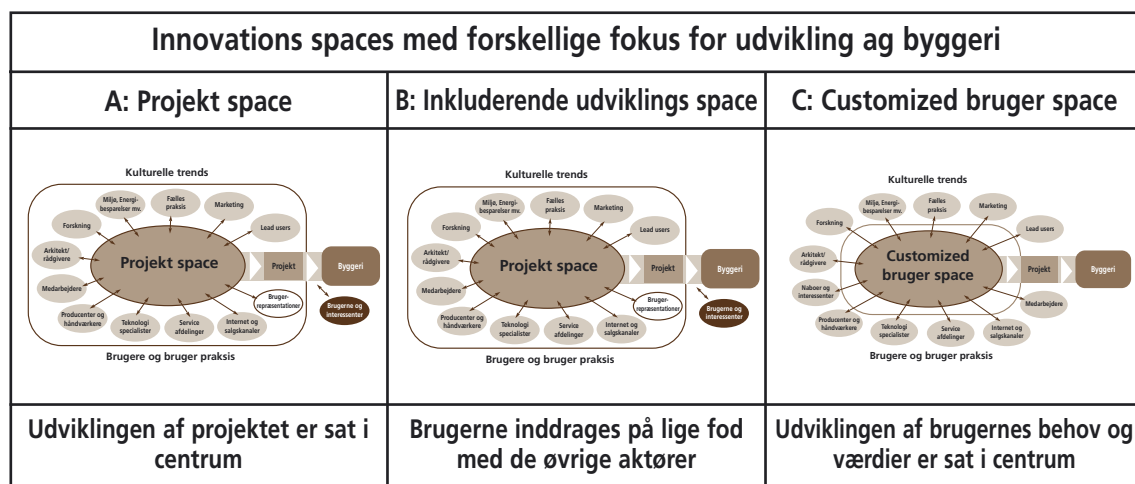 Innovations spaces med forskellige fokus for udvikling ag byggeri
A: Projekt space
B: Inkluderende udviklings space
C: Customized bruger space
Kulturelle trends
Miljø, Energi-
besparelser mv.
Fælles
praksis
Marketing
Forskning
Lead users
Arkitekt/
rådgivere
Projekt space
Projekt
Byggeri
Medarbejdere
Bruger-
repræsentationer
Brugerne og
interessenter
Producenter og
håndværkere
Teknologi
specialister
Service
afdelinger
Internet og
salgskanaler
Brugere og bruger praksis
Kulturelle trends
Miljø, Energi-
besparelser mv.
Fælles
praksis
Marketing
Forskning
Lead users
Arkitekt/
rådgivere
Projekt space
Projekt
Byggeri
Medarbejdere
Bruger-
repræsentationer
Brugerne og
interessenter
Producenter og
håndværkere
Teknologi
specialister
Service
afdelinger
Internet og
salgskanaler
Brugere og bruger praksis
Kulturelle trends
Miljø, Energi-
besparelser mv.
Fælles
praksis
Marketing
Forskning
Lead users
Arkitekt/
rådgivere
Customized
bruger space
Projekt
Byggeri
Naboer og
interessenter
Medarbejdere
Producenter og
håndværkere
Teknologi
specialister
Service
afdelinger
Internet og
salgskanaler
Brugere og bruger praksis
Udviklingen af projektet er sat i
centrum
Brugerne inddrages på lige fod
med de øvrige aktører
Udviklingen af brugernes behov og
værdier er sat i centrum